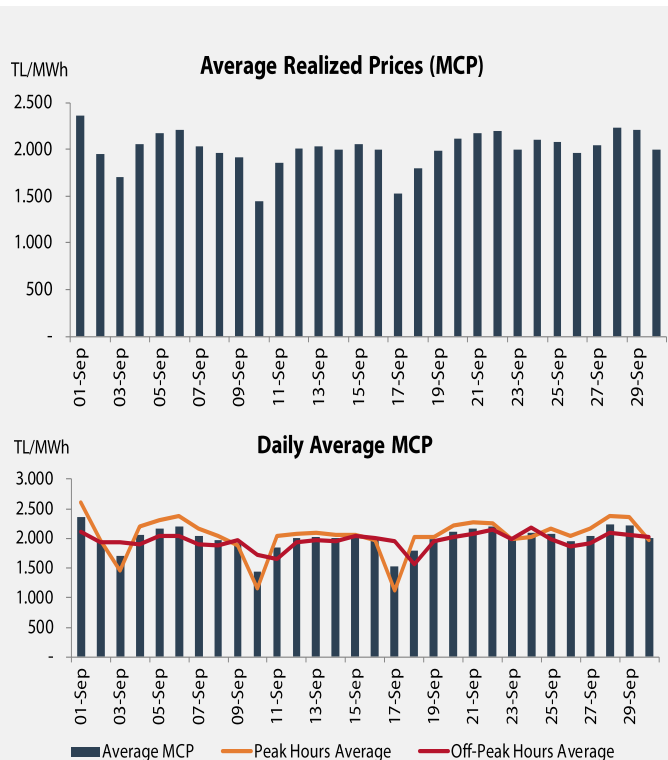 Average Realized Prices (MCP)
TL/MWh
2.500
2.000
1.500
1.000
500
-
01-Sep
03-Sep
05-Sep
07-Sep
09-Sep
11-Sep
13-Sep
15-Sep
17-Sep
19-Sep
21-Sep
23-Sep
25-Sep
27-Sep
29-Sep
Daily Average MCP
TL/MWh
3.000
2.500
2.000
1.500
1.000
500
-
01-Sep
03-Sep
05-Sep
07-Sep
09-Sep
11-Sep
13-Sep
15-Sep
17-Sep
19-Sep
21-Sep
23-Sep
25-Sep
27-Sep
29-Sep
Average MCP Peak Hours Average Off-Peak Hours Average